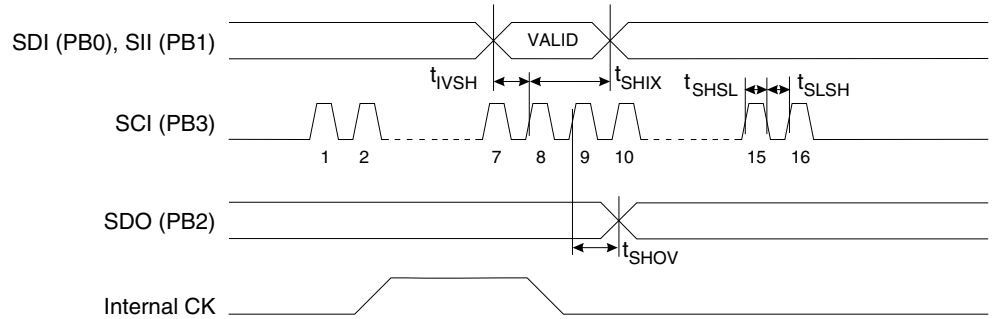 SDI (PB0), SII (PB1)
VALID
tIVSH
tSHIX
tSHSL
tSLSH
SCI (PB3)
1
2
7
8
9
10
15
16
SDO (PB2)
tSHOV
Internal CK